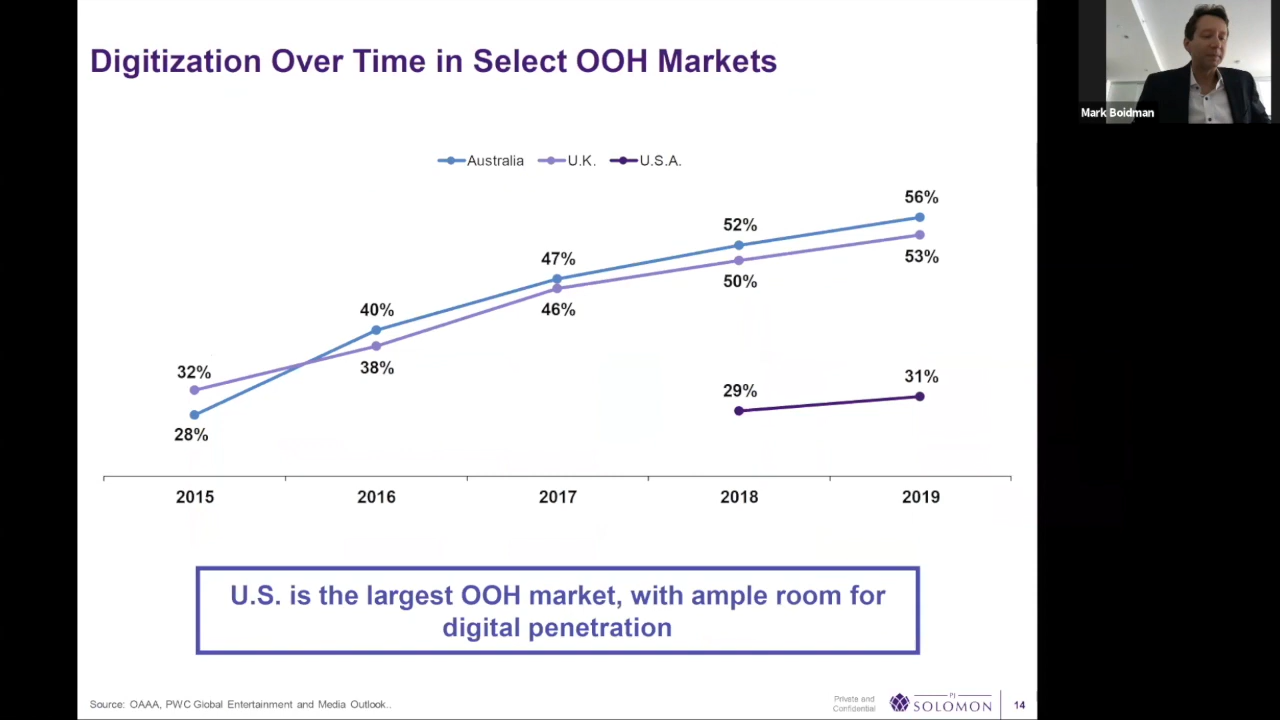 Digitization Over Time in Select OOH Markets
Mark Boidman
Australia U.K. U.S.A.
56%
52%
53%
47%
50%
40%
46%
32%
38%
31%
29%
28%
2015 2016 2017 2018 2019
U.S. is the largest OOH market, with ample room for
digital penetration
Source: OAAA, PWC Global Entertainment and Media Outlook..
Private and
Confidential
PJ
SOLOMON
14